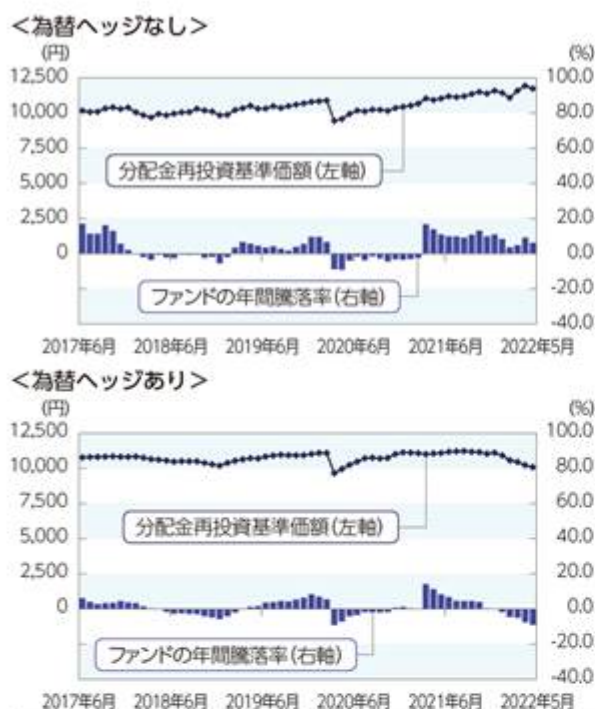 ＜為替ヘッジなし＞
(円) (%)
12,500 100.0
10,000 80.0
7,500 60.0
分配金再投資基準価額(左軸)
5,000 40.0
2,500 20.0
0 0.0
-20.0
ファンドの年間騰落率(右軸)
-40.0
2017年6月 2018年6月 2019年6月 2020年6月 2021年6月 2022年5月
＜為替ヘッジあり＞
(円) (%)
12,500 100.0
10,000 80.0
7,500 60.0
分配金再投資基準価額(左軸)
5,000 40.0
2,500 20.0
0 0.0
-20.0
ファンドの年間騰落率(右軸)
-40.0
2017年6月 2018年6月 2019年6月 2020年6月 2021年6月 2022年5月